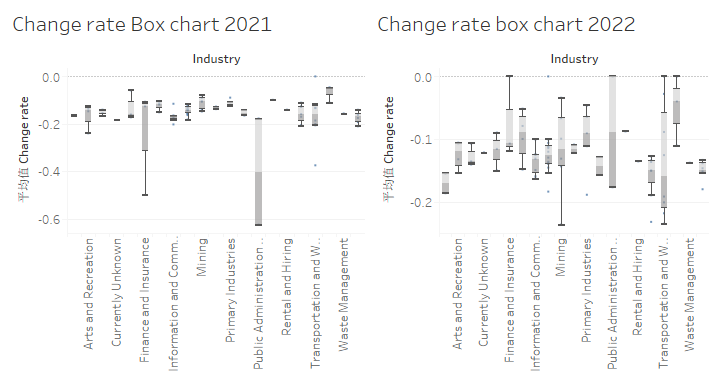 Change rate Box chart 2021
Industry
0.0
-0.2
-0.4
-0.6
平均值 Change rate
Arts and Recreation
Currently Unknown
Finance and Insurance
Information and Comm..
Mining
Primary Industries
Public Administration ..
Rental and Hiring
Transportation and W..
Waste Management
Change rate box chart 2022
Industry
0.0
-0.1
-0.2
平均值 Change rate
Arts and Recreation
Currently Unknown
Finance and Insurance
Information and Comm..
Mining
Primary Industries
Public Administration ..
Rental and Hiring
Transportation and W..
Waste Management